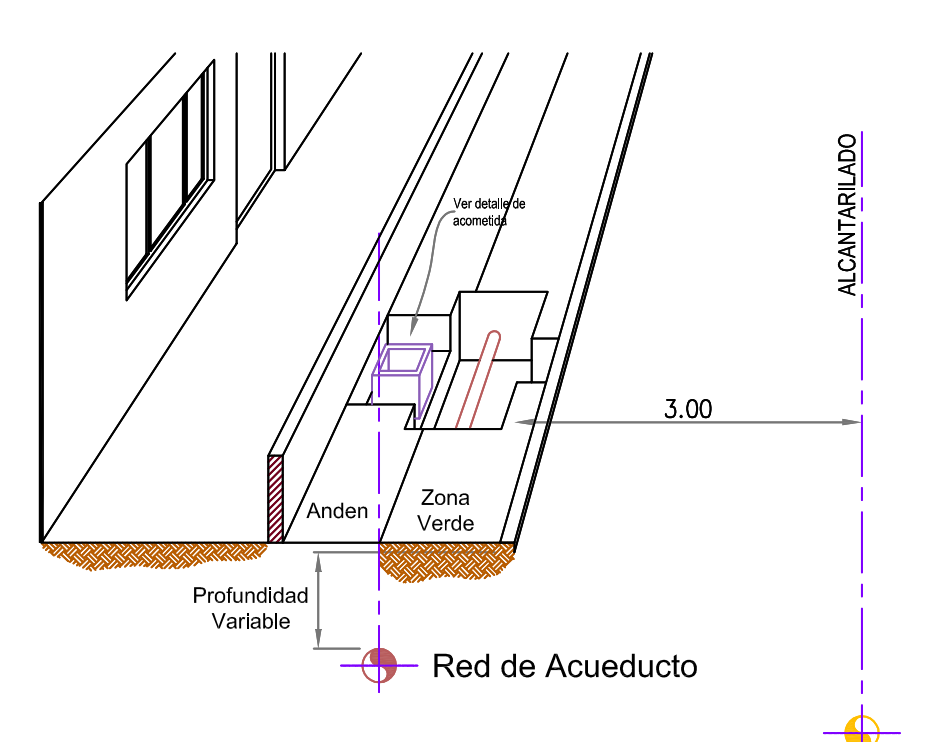 Ver detalle de
acometida
ALCANTARILADO
3.00
Anden
Zona
Verde
Profundidad
Variable
Red de Acueducto